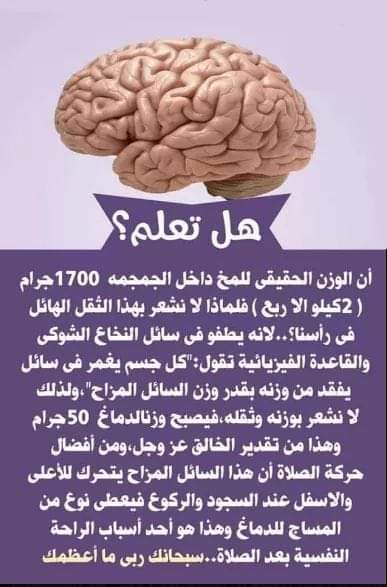 هل تعلم؟
أن الوزن الحقيقى للمخ داخل الجمجمه 1700جرام
( 2كيلو الا ربع ) فلماذا لا نشعر بهذا الثقل الهائل
فى رأسنا؟..لانه يطفو فى سائل النخاع الشوكى
والقاعدة الفيزيائية تقول:"كل جسم يغمر فى سائل
يفقد من وزنه بقدر وزن السائل المزاح"،ولذلك
لا نشعر بوزنه وثقله،فيصبح وزنالدماغ 50جرام
وهذا من تقدير الخالق عز وجل،ومن أفضال
حركة الصلاة أن هذا السائل المزاح يتحرك للأعلى
والاسفل عند السجود والركوع فيعطى نوع من
المساج للدماغ وهذا هو أحد أسباب الراحة
النفسية بعد الصلاة..سبحانك ربى ما أعظمك